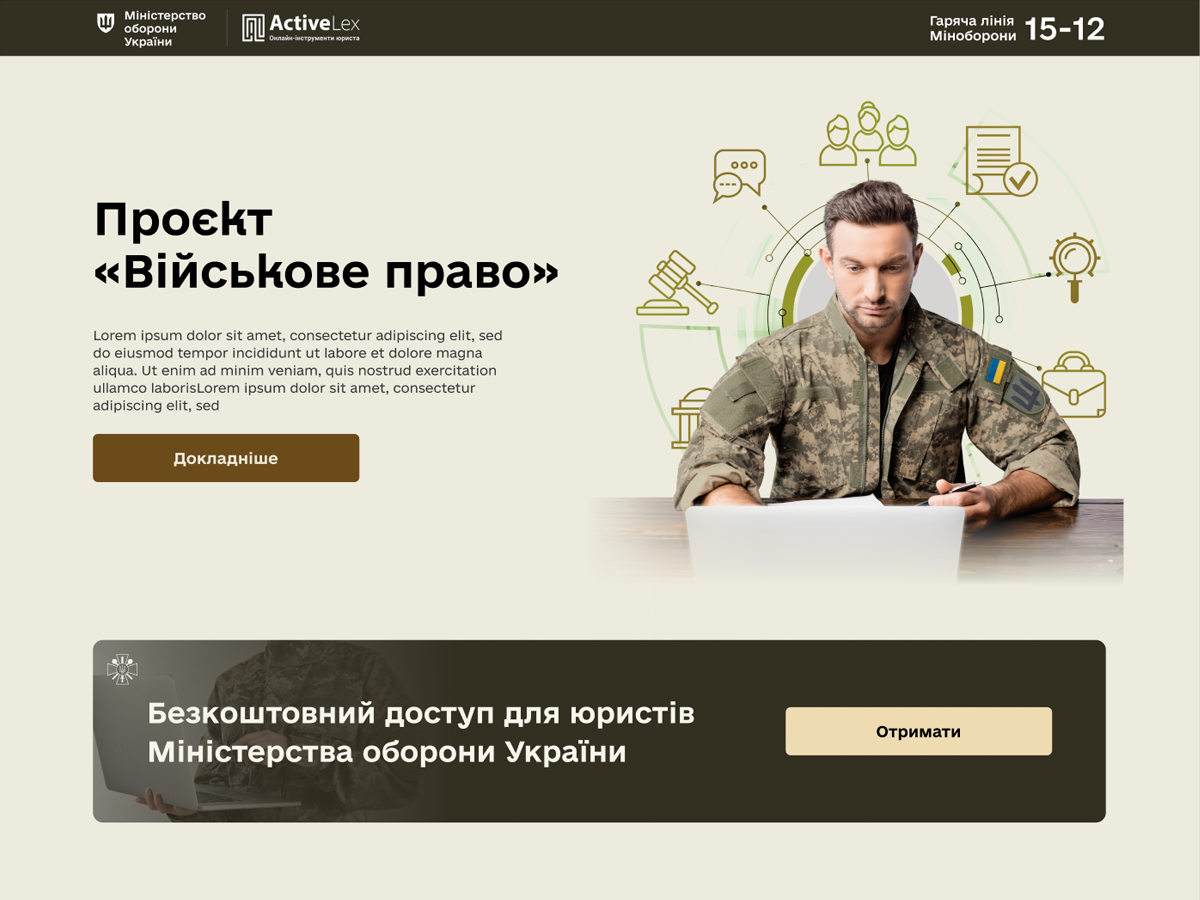 Міністерство
оборони
України
ActiveLex
Онлайн-інструменти юриста
Гаряча лінія
Міноборони
15-12
Проєкт
«Військове право»
Lorem ipsum dolor sit amet, consectetur adipiscing elit, sed
do eiusmod tempor incididunt ut labore et dolore magna
aliqua. Ut enim ad minim veniam, quis nostrud exercitation
ullamco laborisLorem ipsum dolor sit amet, consectetur
adipiscing elit, sed
Докладніше
Безкоштовний доступ для юристів
Міністерства оборони України
Отримати